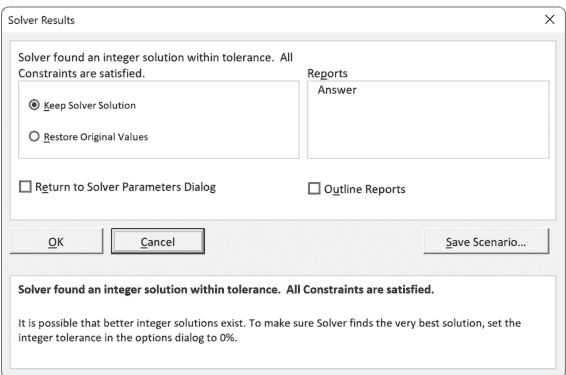 Solver Results
Solver found an integer solution within tolerance. All
Constraints are satisfied.
Reports
Answer
Keep Solver Solution
Restore Original Values
Return to Solver Parameters Dialog
Outline Reports
OK
Cancel
Save Scenario...
Solver found an integer solution within tolerance. All Constraints are satisfied.
It is possible that better integer solutions exist. To make sure Solver finds the very best solution, set the
integer tolerance in the options dialog to 0%.